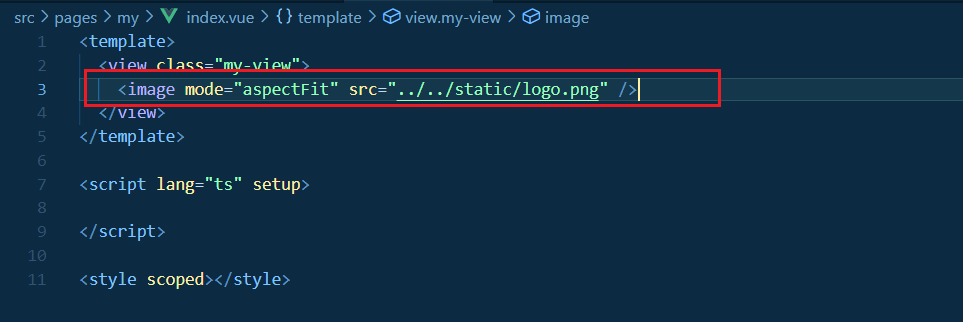 src > pages > my > index.vue > {} template > view.my-view > image
1 <template>
2 <view class="my-view">
3 <image mode="aspectFit" src="../../static/logo.png" />
4 </view>
5 </template>
6
7 <script lang="ts" setup>
8
9 </script>
10
11 <style scoped></style>